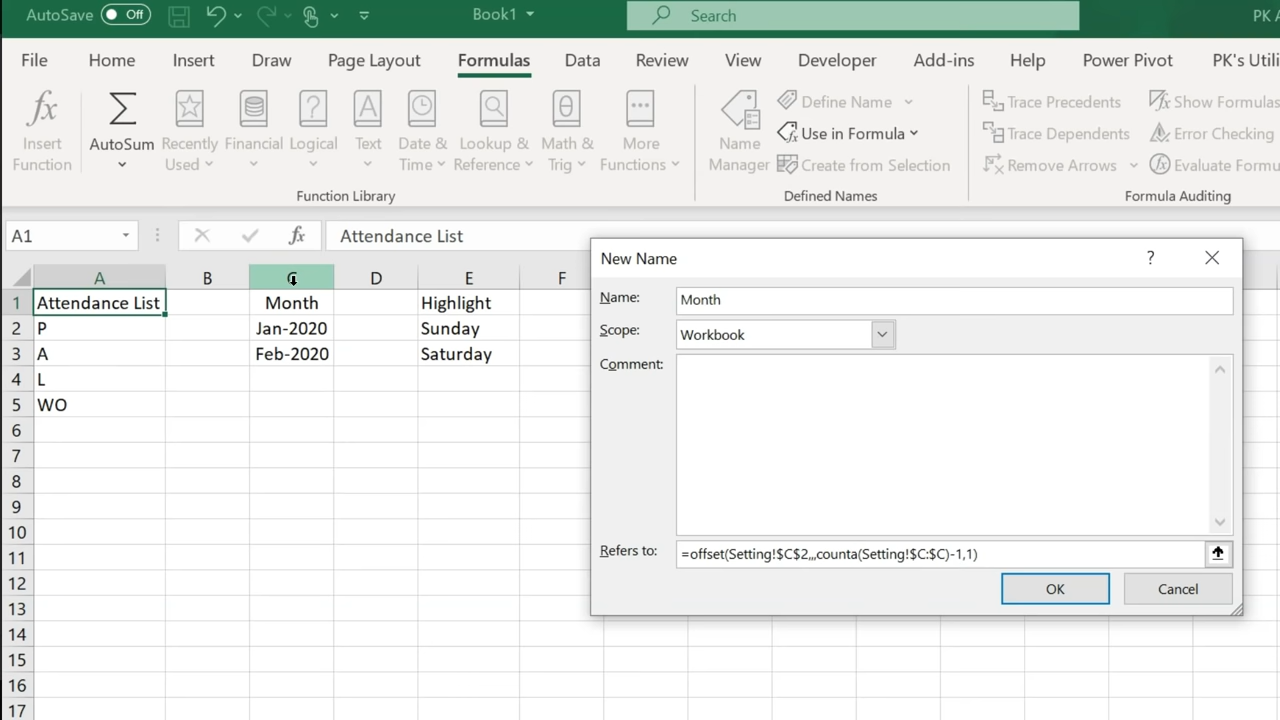 AutoSave Off Book1 Search PK A
File Home Insert Draw Page Layout Formulas Data Review View Developer Add-ins Help Power Pivot PK's Utili
Insert Function
AutoSum
Recently Used
Financial
Logical
Text
Date & Time
Lookup & Reference
Math & Trig
More Functions
Function Library
Name Manager
Define Name
Use in Formula
Create from Selection
Defined Names
Trace Precedents
Trace Dependents
Remove Arrows
Show Formulas
Error Checking
Evaluate Formu
Formula Auditing
A1 fx Attendance List
A B C D E F
1 Attendance List Month Highlight
2 P Jan-2020 Sunday
3 A Feb-2020 Saturday
4 L
5 WO
6
7
8
9
10
11
12
13
14
15
16
17
New Name ?
Name: Month
Scope: Workbook
Comment:
Refers to: =offset(Setting!$C$2,,,counta(Setting!$C:$C)-1,1)
OK Cancel